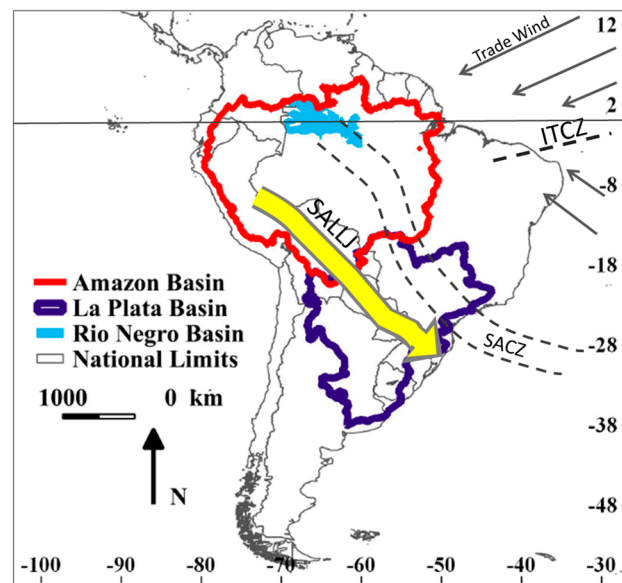 12
Trade Wind
2
ITCZ
-8
SALLJ
-18
Amazon Basin
La Plata Basin
Rio Negro Basin
National Limits
SACZ
-28
1000 0 km
-38
N
-48
-100 -90 -80 -70 -60 -50 -40 -30